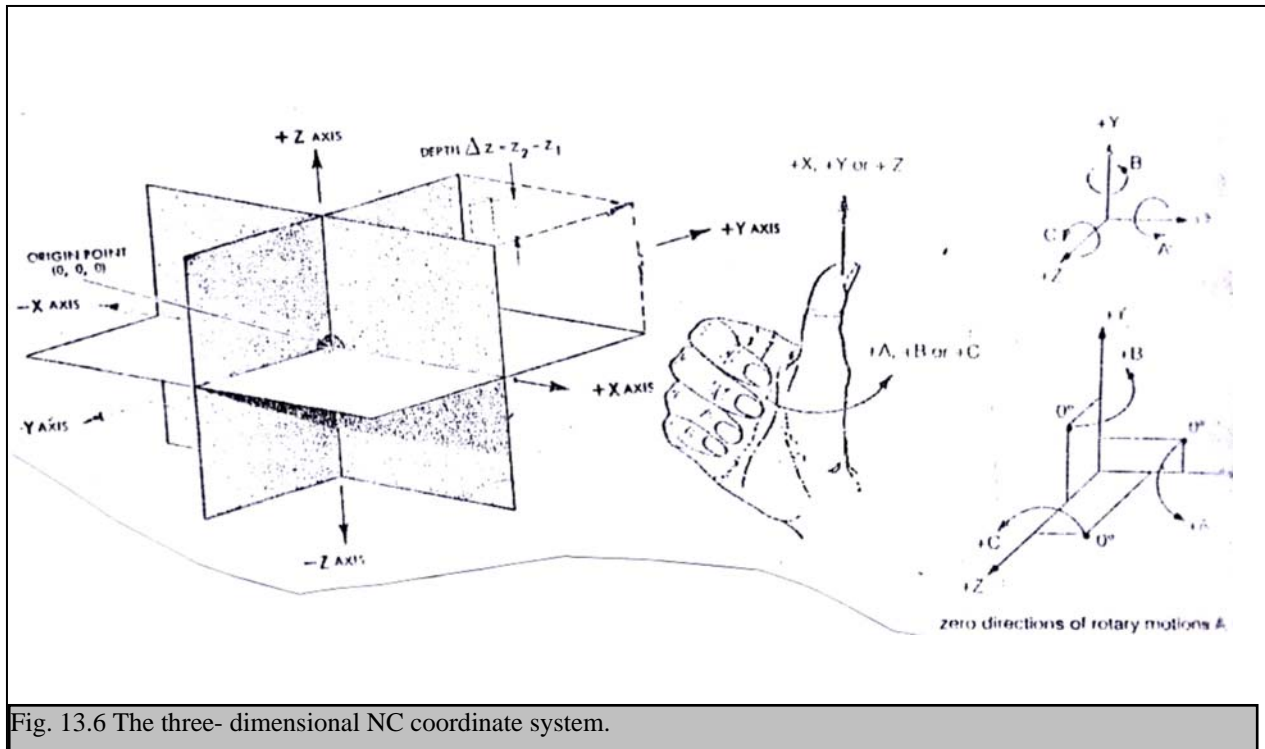 +Z AXIS
DEPTH Δ Z = Z₂ - Z₁
ORIGIN POINT
(0, 0, 0)
-X AXIS
+Y AXIS
+X AXIS
-Y AXIS
-Z AXIS
+X, +Y or + Z
+A, +B or +C
+Y
B
C
A
+Z
+Y
+B
0°
0°
+A
+C
0°
+Z
zero directions of rotary motions A
Fig. 13.6 The three- dimensional NC coordinate system.